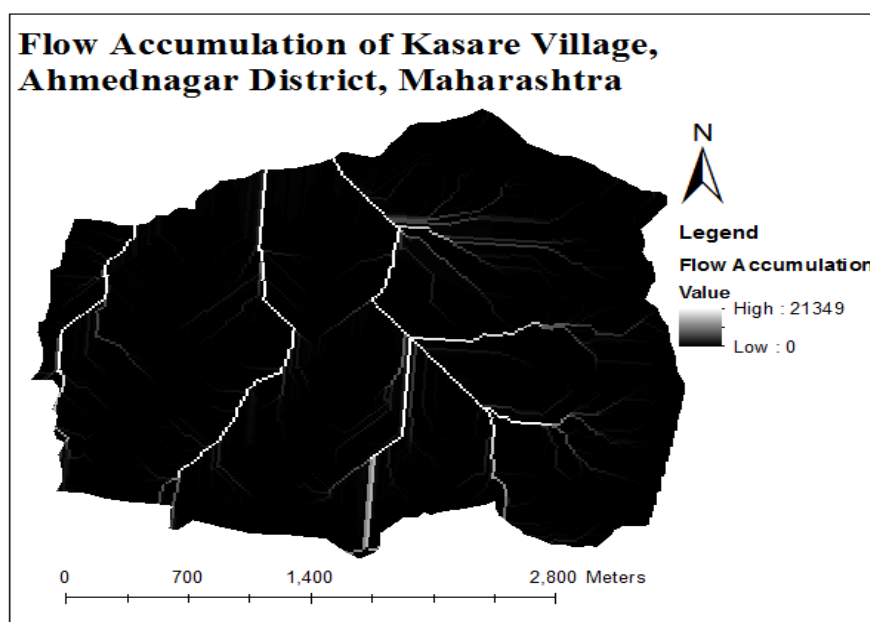 Flow Accumulation of Kasare Village,
Ahmednagar District, Maharashtra
N
Legend
Flow Accumulation
Value
High : 21349
Low : 0
0 700 1,400 2,800 Meters